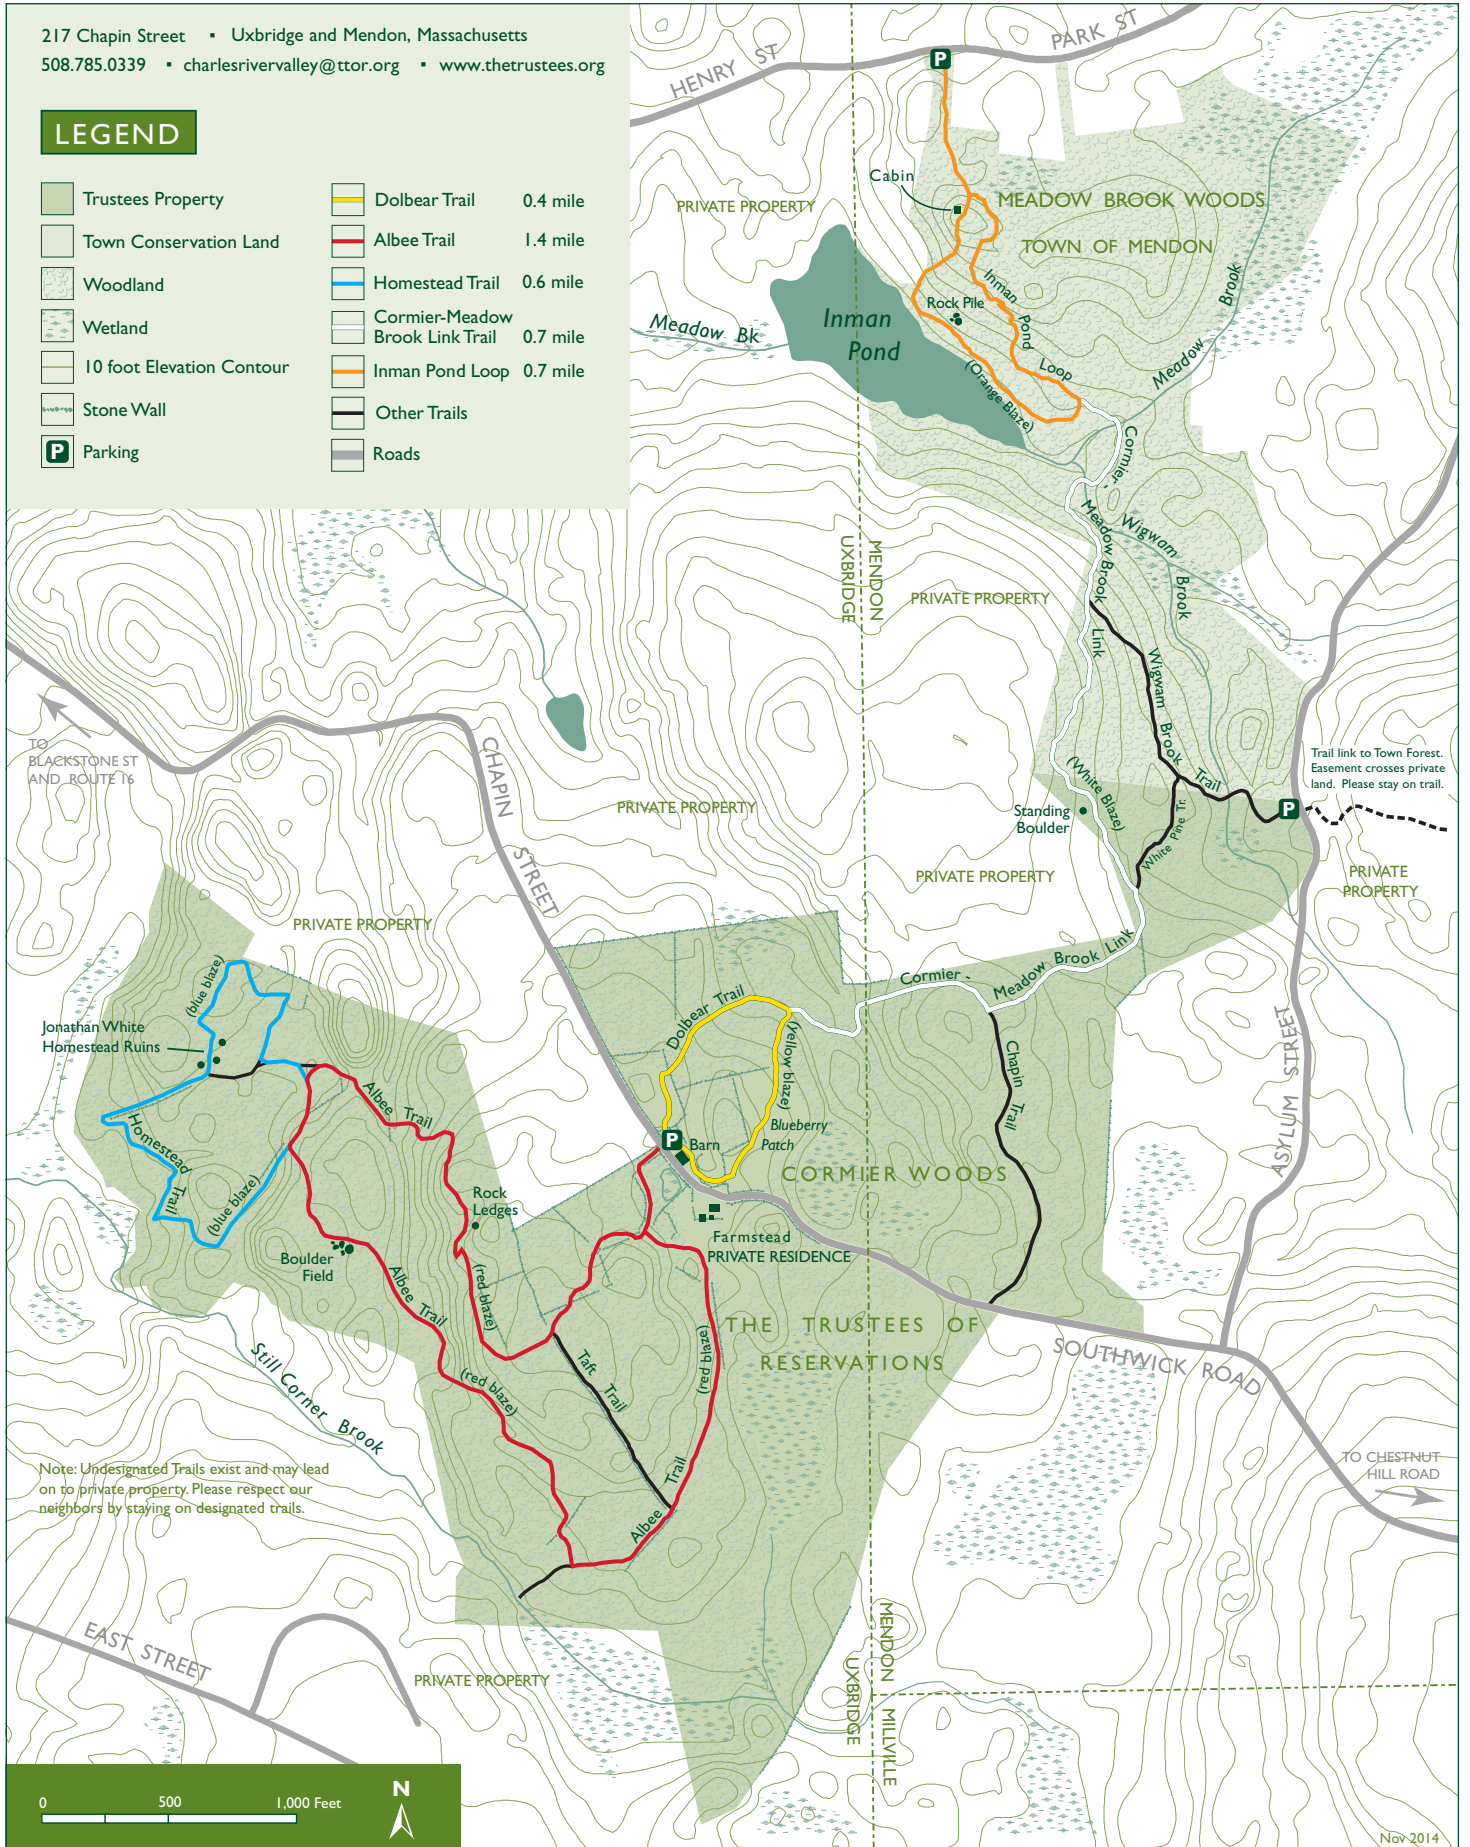 217 Chapin Street ▪ Uxbridge and Mendon, Massachusetts
508.785.0339 ▪ charlesrivervalley@ttor.org ▪ www.thetrustees.org
LEGEND
Trustees Property
Town Conservation Land
Woodland
Wetland
10 foot Elevation Contour
Stone Wall
P Parking
Dolbear Trail 0.4 mile
Albee Trail 1.4 mile
Homestead Trail 0.6 mile
Cormier-Meadow
Brook Link Trail 0.7 mile
Inman Pond Loop 0.7 mile
Other Trails
Roads
HENRY ST
PARK ST
P
Cabin
PRIVATE PROPERTY
MEADOW BROOK WOODS
TOWN OF MENDON
Inman Pond Loop
Rock Pile
(Orange Blaze)
Meadow Brook
Meadow Bk
Inman
Pond
Cormier -
Meadow Brook
Link
Wigwam
Brook
MENDON
UXBRIDGE
PRIVATE PROPERTY
Wigwam Brook Trail
(White Blaze)
White Pine Tr.
Standing
Boulder
P
Trail link to Town Forest.
Easement crosses private
land. Please stay on trail.
TO
BLACKSTONE ST
AND ROUTE 16
CHAPIN
STREET
PRIVATE PROPERTY
PRIVATE PROPERTY
PRIVATE
PROPERTY
PRIVATE PROPERTY
Cormier -
Meadow Brook Link
(blue blaze)
Jonathan White
Homestead Ruins
Dolbear Trail
(yellow blaze)
Chapin Trail
ASYLUM STREET
Albee Trail
Homestead
Trail
(blue blaze)
P
Barn
Blueberry
Patch
CORMIER WOODS
Rock
Ledges
Farmstead
PRIVATE RESIDENCE
Boulder
Field
Albee Trail
(red blaze)
(red blaze)
(red blaze)
Taft Trail
THE TRUSTEES OF
RESERVATIONS
SOUTHWICK ROAD
Still Corner Brook
Albee Trail
TO CHESTNUT
HILL ROAD
Note: Undesignated Trails exist and may lead
on to private property. Please respect our
neighbors by staying on designated trails.
EAST STREET
PRIVATE PROPERTY
MENDON
UXBRIDGE
MILLVILLE
0 500 1,000 Feet
N
Nov 2014